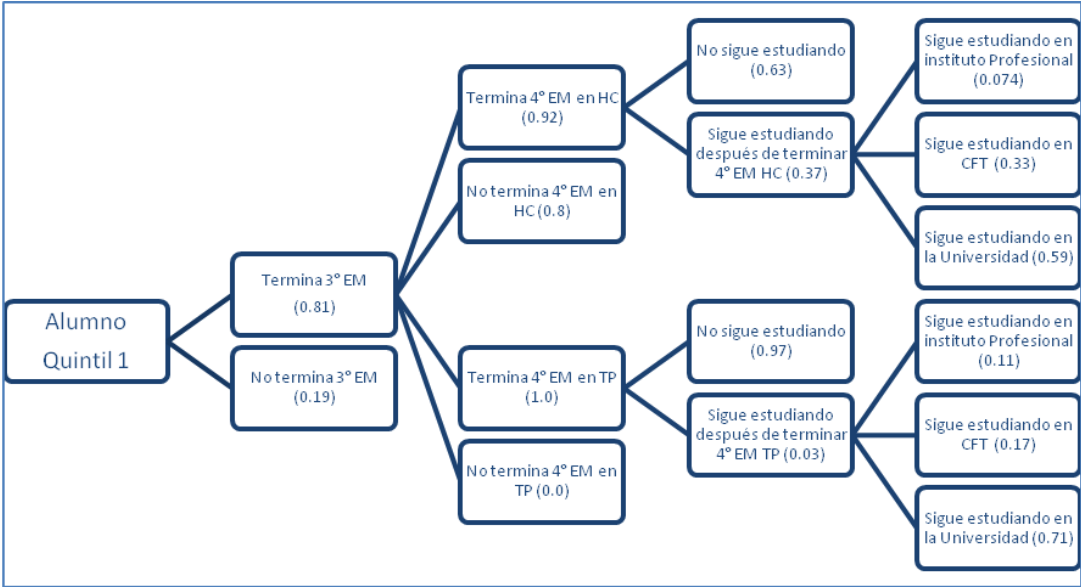 Alumno
Quintil 1
Termina 3° EM
(0.81)
No termina 3° EM
(0.19)
Termina 4° EM en HC
(0.92)
No termina 4° EM en
HC (0.8)
Termina 4° EM en TP
(1.0)
No termina 4° EM en
TP (0.0)
No sigue estudiando
(0.63)
Sigue estudiando
después de terminar
4° EM HC (0.37)
No sigue estudiando
(0.97)
Sigue estudiando
después de terminar
4° EM TP (0.03)
Sigue estudiando en
instituto Profesional
(0.074)
Sigue estudiando en
CFT (0.33)
Sigue estudiando en
la Universidad (0.59)
Sigue estudiando en
instituto Profesional
(0.11)
Sigue estudiando en
CFT (0.17)
Sigue estudiando en
la Universidad (0.71)